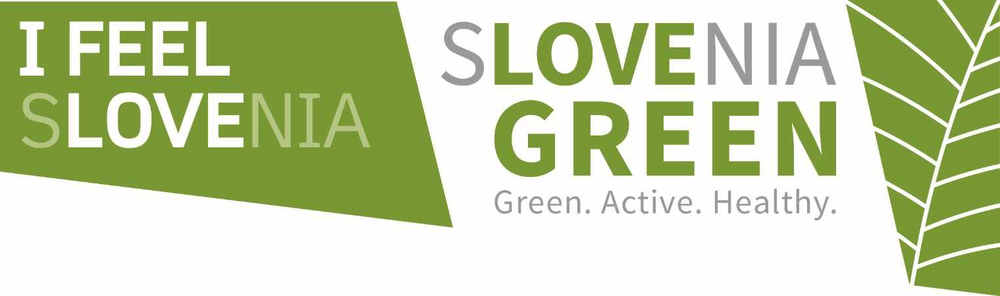 I FEEL
SLOVENIA
SLOVENIA
GREEN
Green. Active. Healthy.